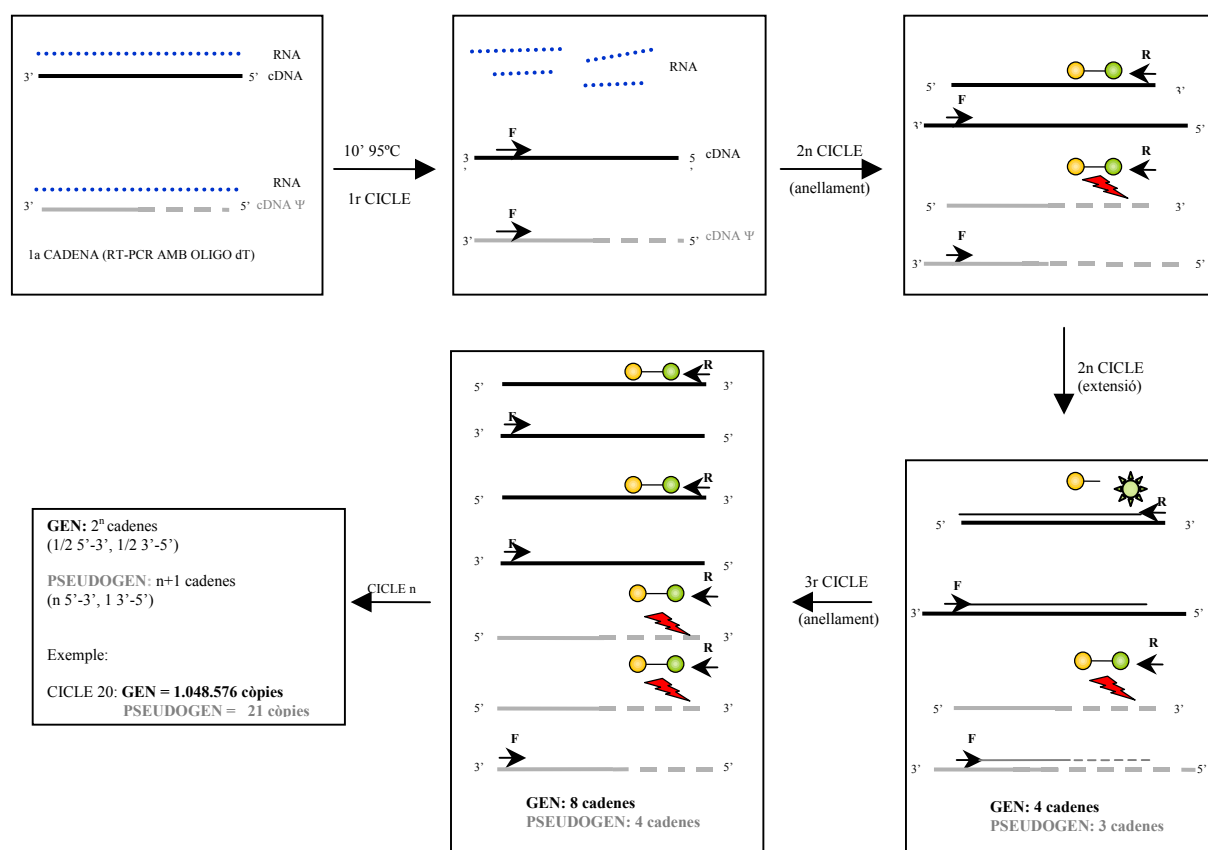 RNA
3' 5'
cDNA
RNA
3' 5'
cDNA Ψ
1a CADENA (RT-PCR AMB OLIGO dT)
10' 95ºC
1r CICLE
RNA
F
3' 5' cDNA
F
3' 5' cDNA Ψ
2n CICLE
(anellament)
R
5' 3'
F
3' 5'
R
5' 3'
F
3' 5'
2n CICLE
(extensió)
R
5' 3'
F
3' 5'
R
5' 3'
F
3' 5'
GEN: 4 cadenes
PSEUDOGEN: 3 cadenes
3r CICLE
(anellament)
R
5' 3'
F
3' 5'
R
5' 3'
F
3' 5'
R
5' 3'
R
5' 3'
F
3' 5'
GEN: 8 cadenes
PSEUDOGEN: 4 cadenes
CICLE n
GEN: 2ⁿ cadenes
(1/2 5'-3', 1/2 3'-5')
PSEUDOGEN: n+1 cadenes
(n 5'-3', 1 3'-5')
Exemple:
CICLE 20: GEN = 1.048.576 còpies
PSEUDOGEN = 21 còpies